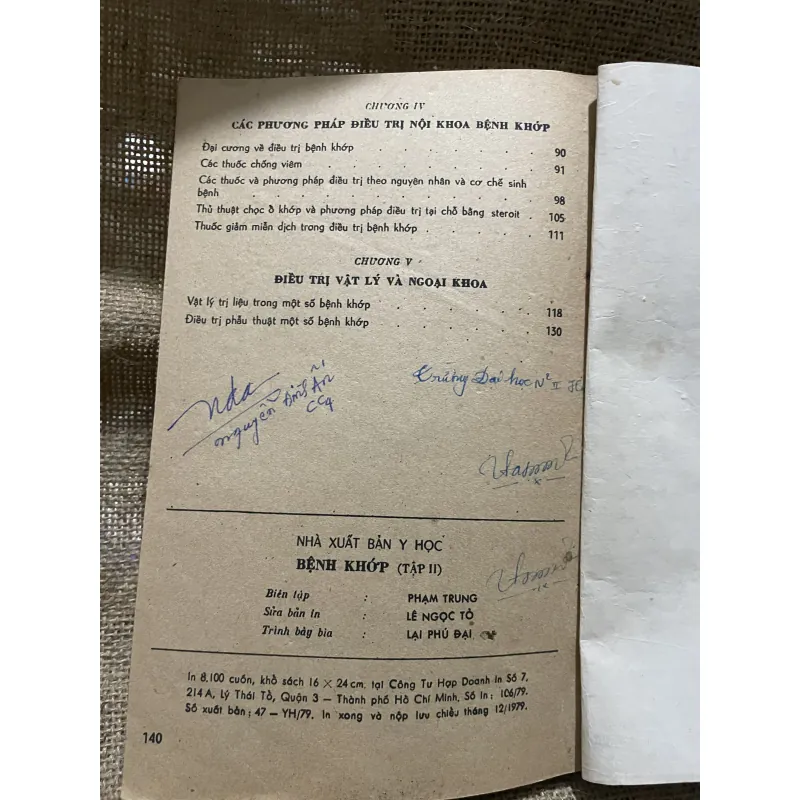 CHƯƠNG IV
CÁC PHƯƠNG PHÁP ĐIỀU TRỊ NỘI KHOA BỆNH KHỚP
Đại cương về điều trị bệnh khớp . . . . . . . 90
Các thuốc chống viêm . . . . . . . . . 91
Các thuốc và phương pháp điều trị theo nguyên nhân và cơ chế sinh
bệnh . . . . . . . . . . . . 98
Thủ thuật chọc ổ khớp và phương pháp điều trị tại chỗ bằng steroit . 105
Thuốc giảm miễn dịch trong điều trị bệnh khớp . . . . . 111
CHƯƠNG V
ĐIỀU TRỊ VẬT LÝ VÀ NGOẠI KHOA
Vật lý trị liệu trong một số bệnh khớp . . . . . . 118
Điều trị phẫu thuật một số bệnh khớp . . . . . . 130
Nguyễn Đình
CC4
Trường Đại học
NHÀ XUẤT BẢN Y HỌC
BỆNH KHỚP (TẬP II)
Biên tập : PHẠM TRUNG
Sửa bản in : LÊ NGỌC TỎ
Trình bày bìa : LẠI PHÚ ĐẠI
In 8.100 cuốn, khổ sách 16 × 24 cm. tại Công Tư Hợp Doanh In Số 7,
214 A, Lý Thái Tổ, Quận 3 — Thành phố Hồ Chí Minh. Số In: 106/79.
Số xuất bản: 47 — YH/79. In xong và nộp lưu chiểu tháng 12/1979.
140